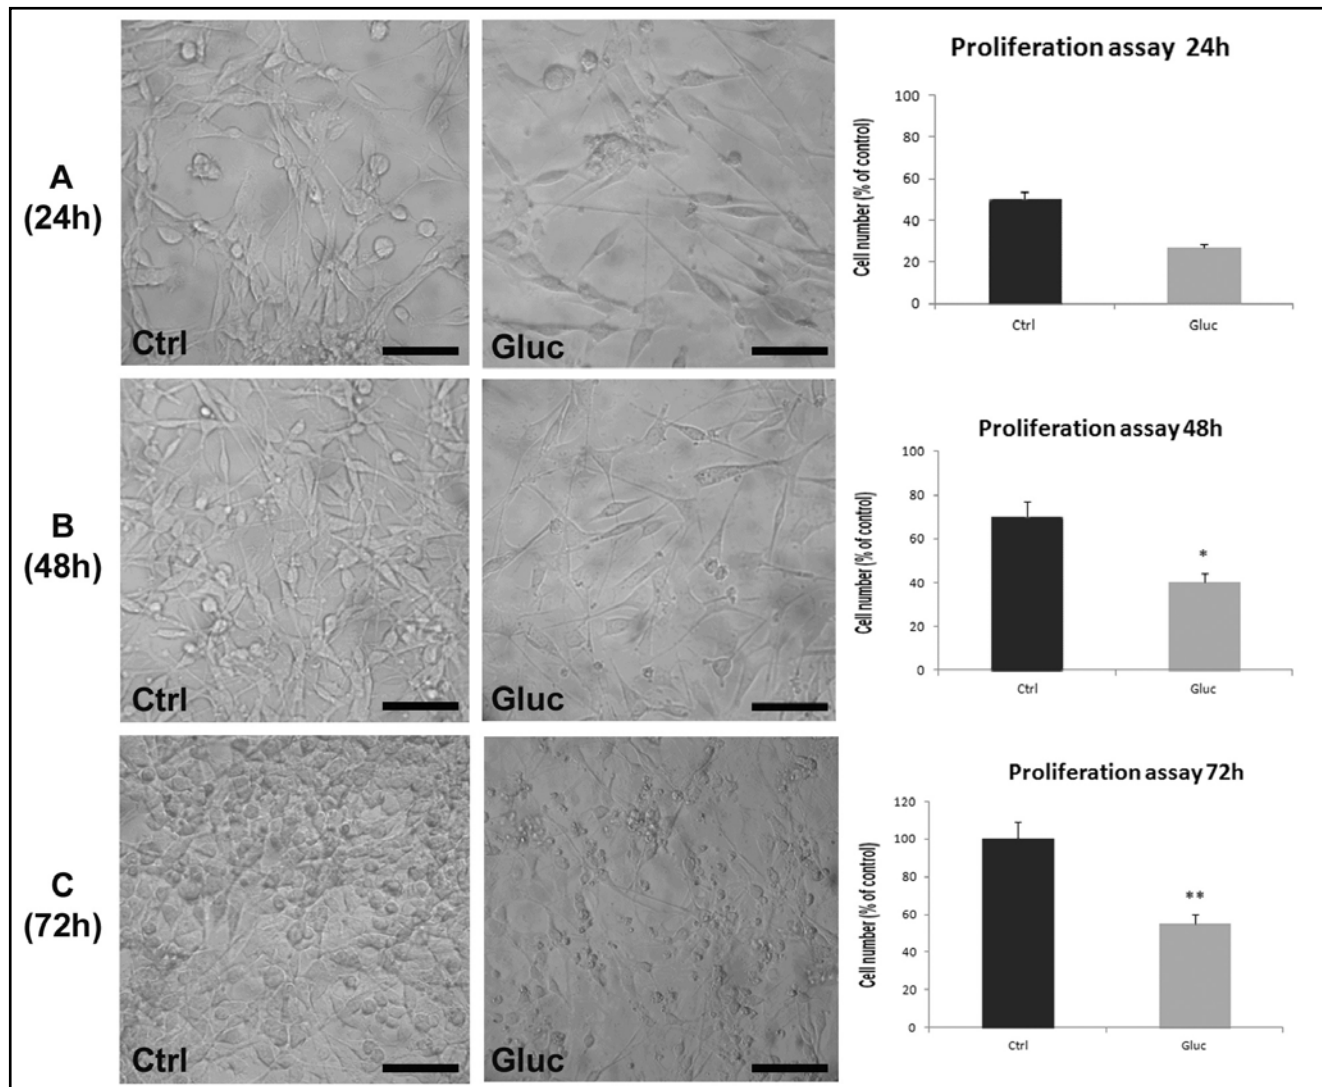 A
(24h)
Ctrl
Gluc
Proliferation assay 24h
Cell number (% of control)
100
80
60
40
20
0
Ctrl
Gluc
B
(48h)
Ctrl
Gluc
Proliferation assay 48h
Cell number (% of control)
100
80
60
40
20
0
*
Ctrl
Gluc
C
(72h)
Ctrl
Gluc
Proliferation assay 72h
Cell number (% of control)
120
100
80
60
40
20
0
**
Ctrl
Gluc